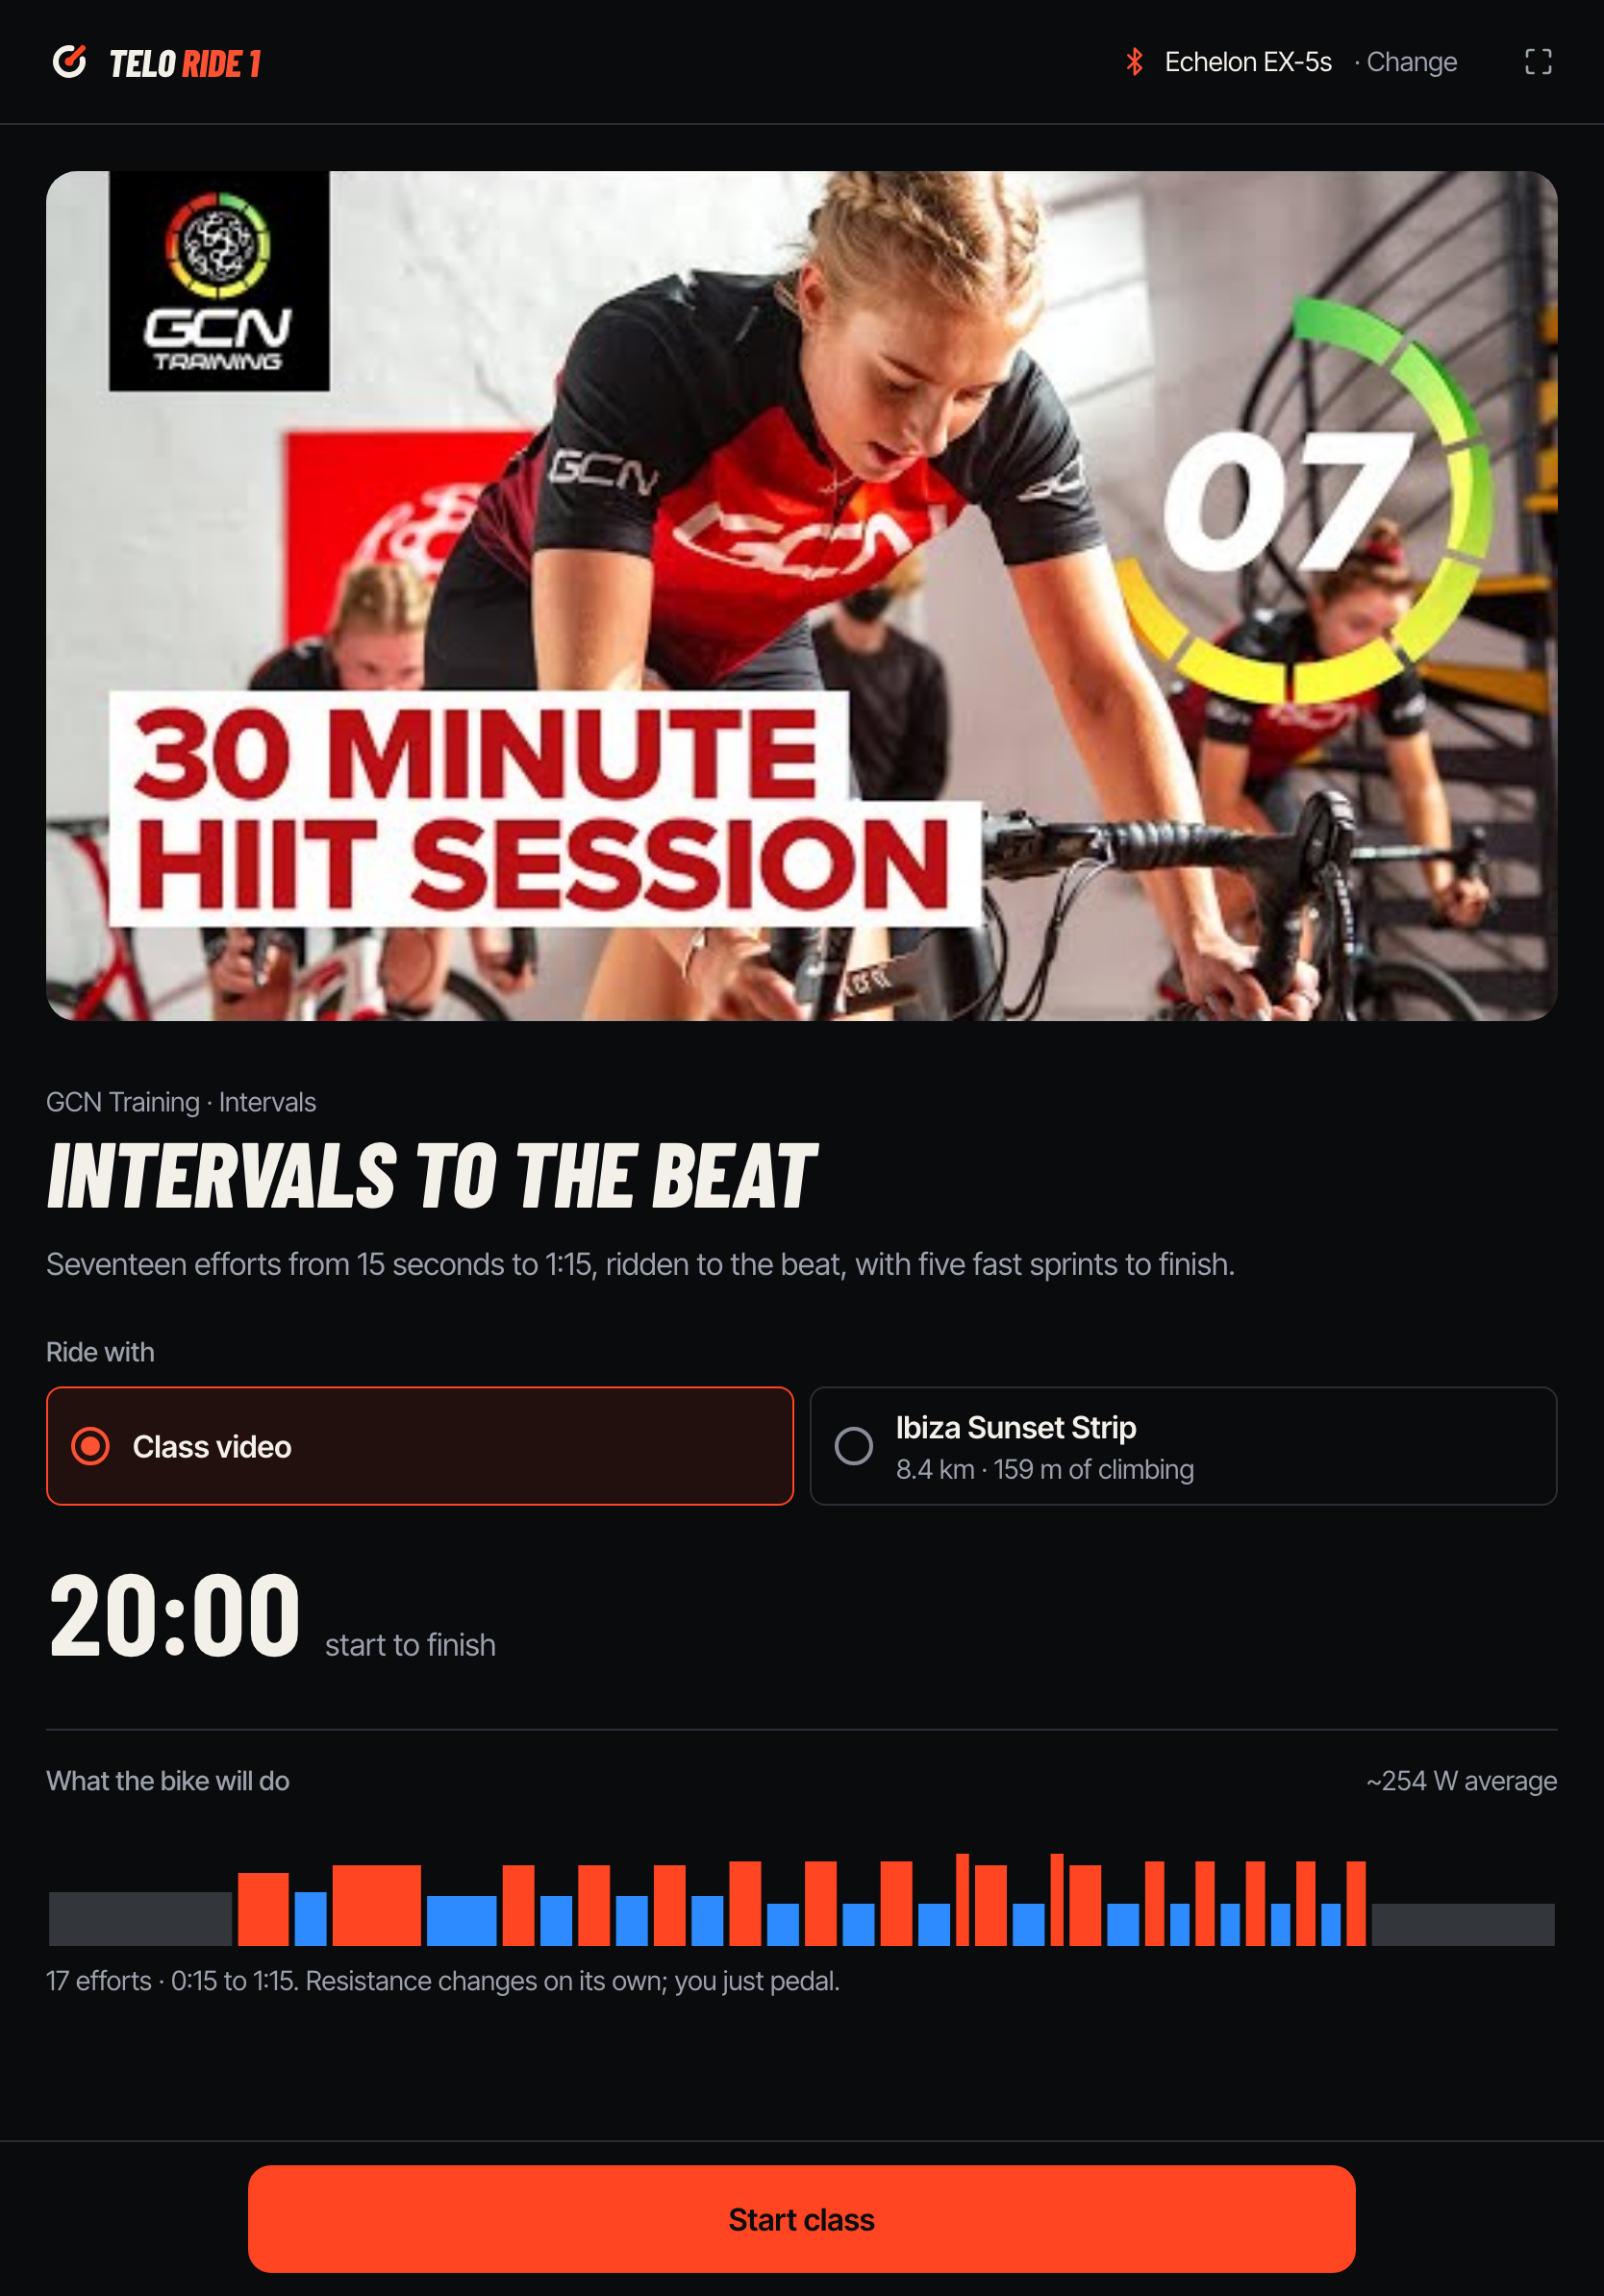 TELO RIDE 1
Echelon EX-5s · Change
GCN
TRAINING
GCN
GCN
07
30 MINUTE
HIIT SESSION
GCN Training · Intervals
INTERVALS TO THE BEAT
Seventeen efforts from 15 seconds to 1:15, ridden to the beat, with five fast sprints to finish.
Ride with
Class video
Ibiza Sunset Strip
8.4 km · 159 m of climbing
20:00 start to finish
What the bike will do
~254 W average
17 efforts · 0:15 to 1:15. Resistance changes on its own; you just pedal.
Start class